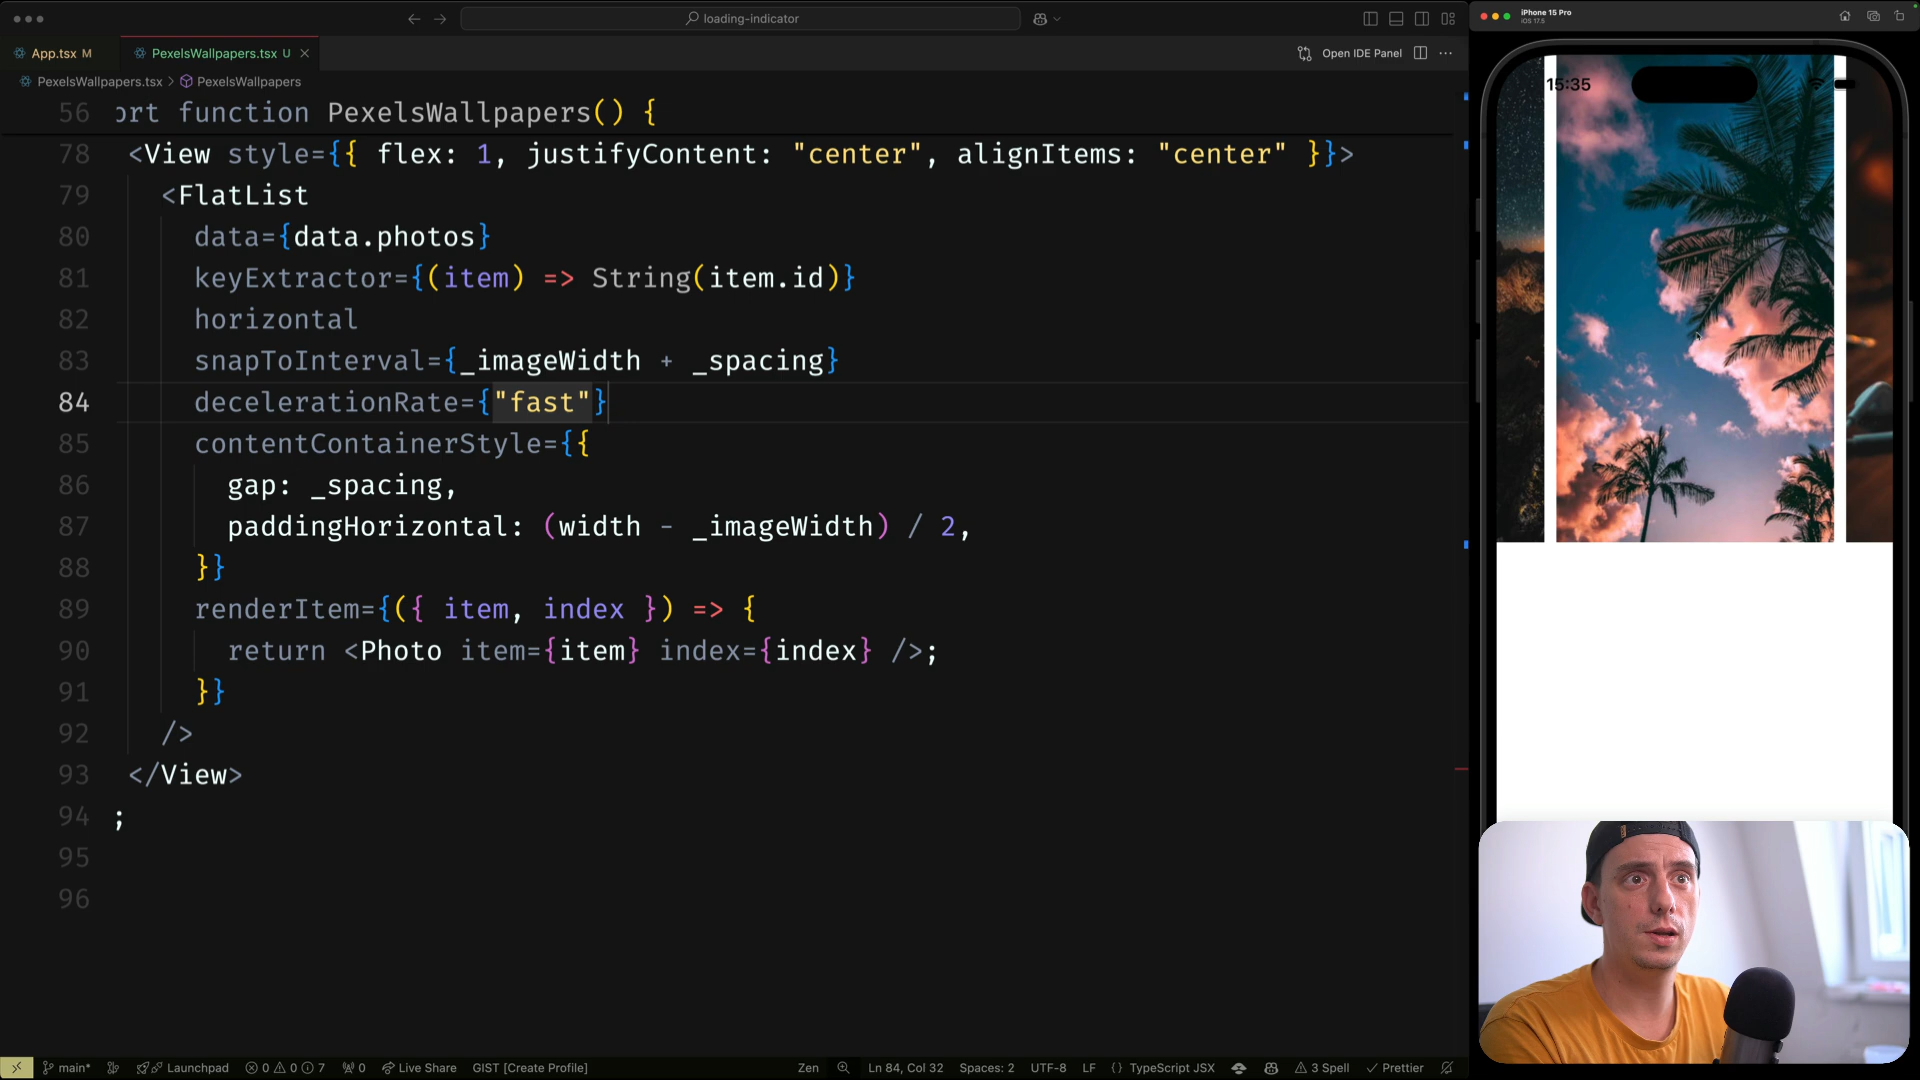 loading-indicator
iPhone 15 Pro
iOS 17.5
App.tsx M
PexelsWallpapers.tsx U
Open IDE Panel
PexelsWallpapers.tsx > PexelsWallpapers
15:35
56 ort function PexelsWallpapers() {
78 <View style={{ flex: 1, justifyContent: "center", alignItems: "center" }}>
79 <FlatList
80 data={data.photos}
81 keyExtractor={(item) => String(item.id)}
82 horizontal
83 snapToInterval={_imageWidth + _spacing}
84 decelerationRate={"fast"}
85 contentContainerStyle={{
86 gap: _spacing,
87 paddingHorizontal: (width - _imageWidth) / 2,
88 }}
89 renderItem={({ item, index }) => {
90 return <Photo item={item} index={index} />;
91 }}
92 />
93 </View>
94 ;
95
96
main* Launchpad 0 0 7 0 Live Share GIST [Create Profile] Zen Ln 84, Col 32 Spaces: 2 UTF-8 LF {} TypeScript JSX 3 Spell Prettier